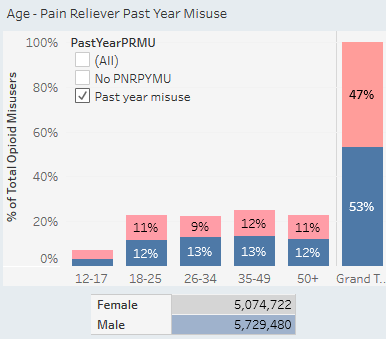 Age - Pain Reliever Past Year Misuse
% of Total Opioid Misusers
100%
80%
60%
40%
20%
0%
PastYearPRMU
(All)
No PNRPYMU
Past year misuse
11%
9%
12%
11%
47%
12%
13%
13%
12%
53%
12-17
18-25
26-34
35-49
50+
Grand T..
Female 5,074,722
Male 5,729,480